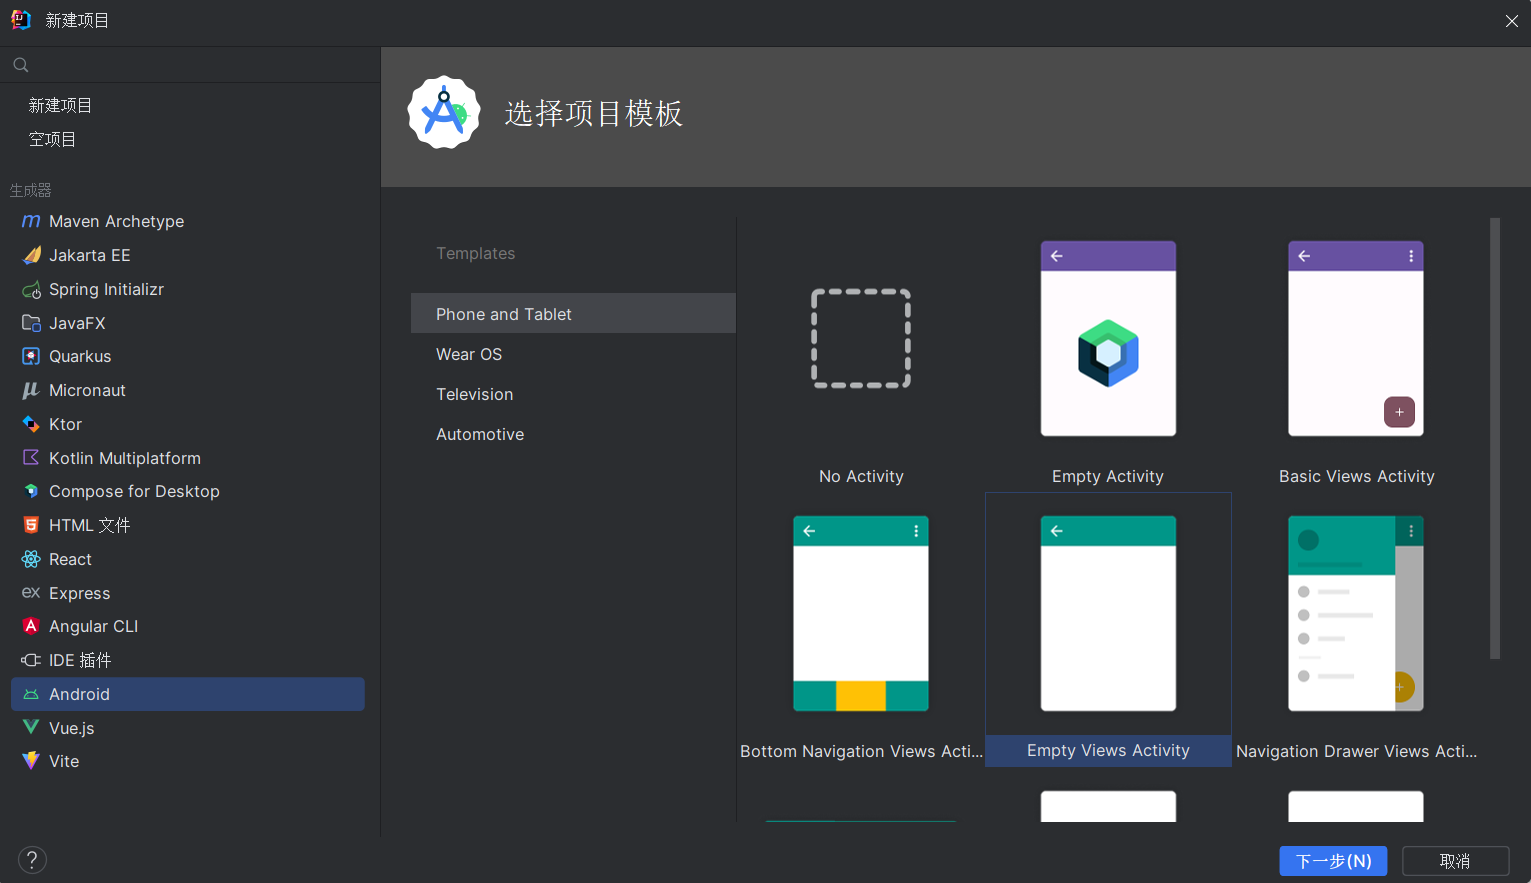 新建项目
新建项目
空项目
生成器
Maven Archetype
Jakarta EE
Spring Initializr
JavaFX
Quarkus
Micronaut
Ktor
Kotlin Multiplatform
Compose for Desktop
HTML 文件
React
Express
Angular CLI
IDE 插件
Android
Vue.js
Vite
选择项目模板
Templates
Phone and Tablet
Wear OS
Television
Automotive
No Activity
Empty Activity
Basic Views Activity
Bottom Navigation Views Acti...
Empty Views Activity
Navigation Drawer Views Acti...
?
下一步(N)
取消